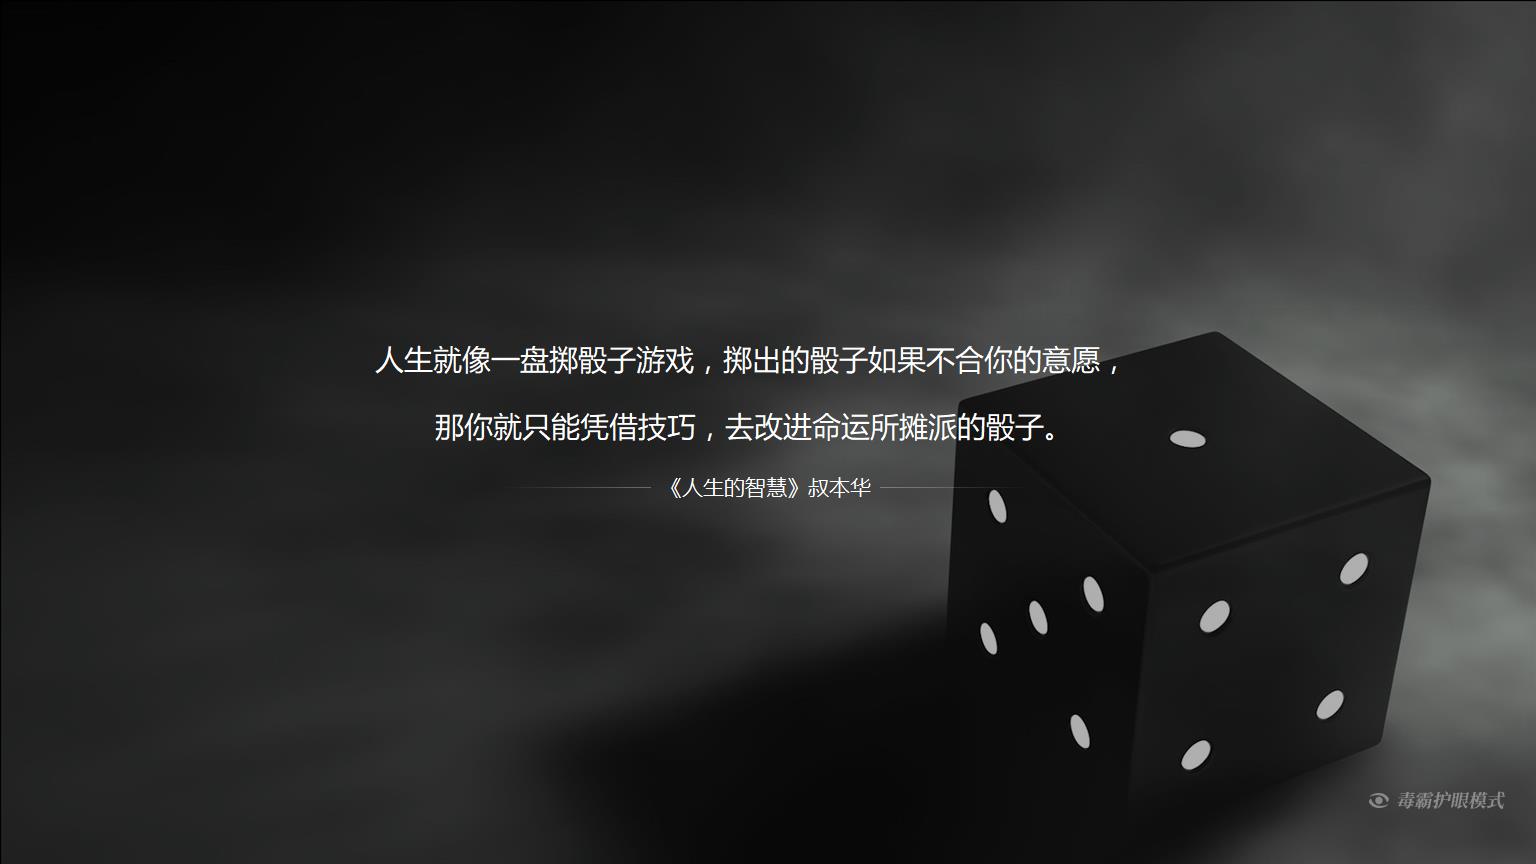 人生就像一盘掷骰子游戏，掷出的骰子如果不合你的意愿，
那你就只能凭借技巧，去改进命运所摊派的骰子。
《人生的智慧》叔本华
毒霸护眼模式